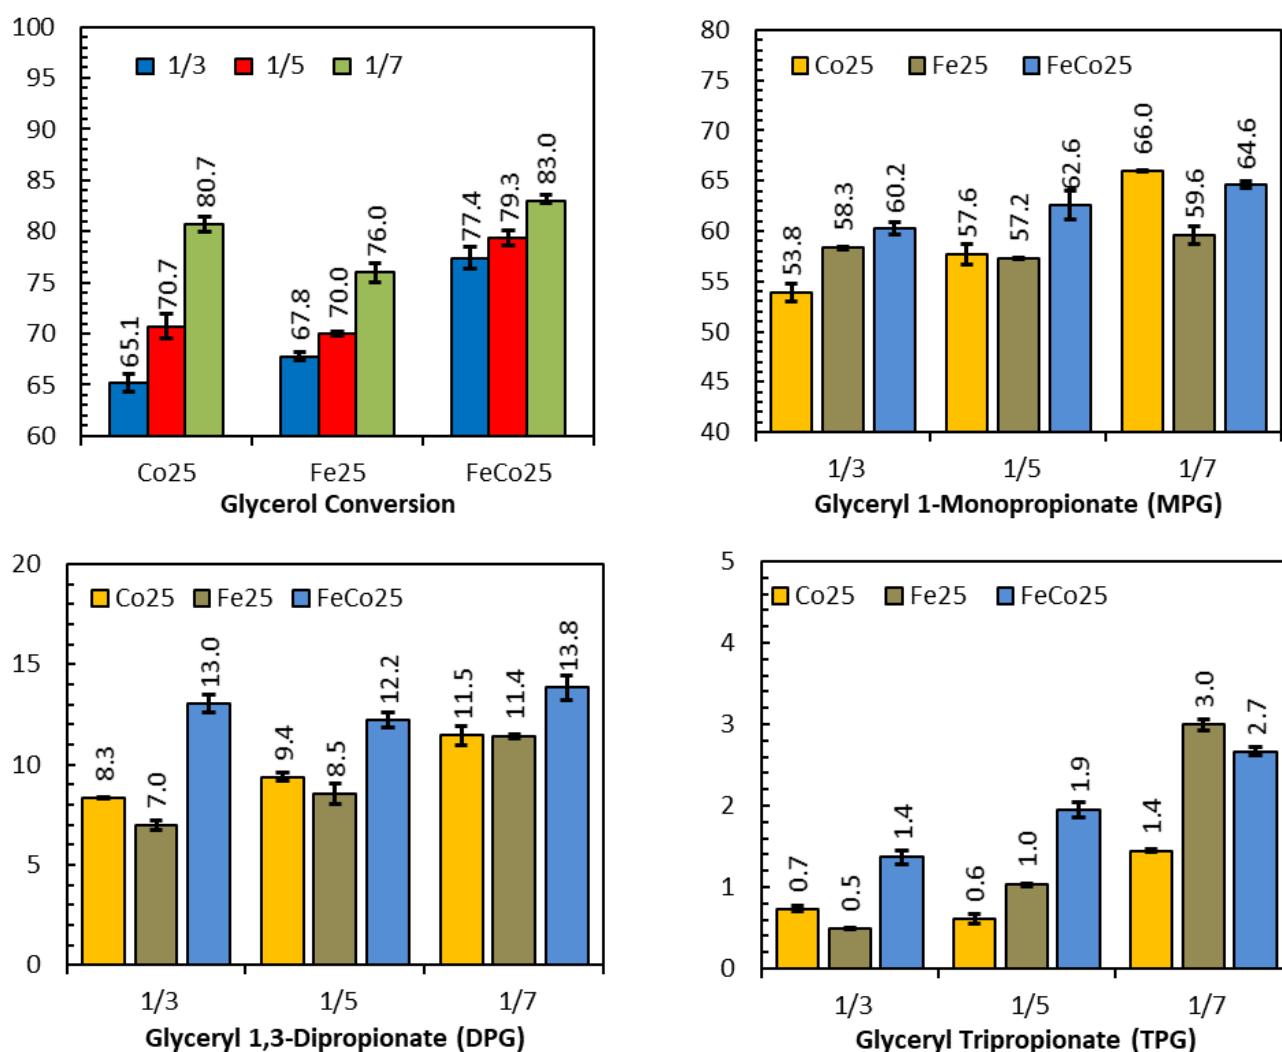 100
95
90
85
80
75
70
65
60
1/3 1/5 1/7
65.1 70.7 80.7 67.8 70.0 76.0 77.4 79.3 83.0
Co25 Fe25 FeCo25
Glycerol Conversion
80
75
70
65
60
55
50
45
40
Co25 Fe25 FeCo25
53.8 58.3 60.2 57.6 57.2 62.6 66.0 59.6 64.6
1/3 1/5 1/7
Glyceryl 1-Monopropionate (MPG)
20
15
10
5
0
Co25 Fe25 FeCo25
8.3 7.0 13.0 9.4 8.5 12.2 11.5 11.4 13.8
1/3 1/5 1/7
Glyceryl 1,3-Dipropionate (DPG)
5
4
3
2
1
0
Co25 Fe25 FeCo25
0.7 0.5 1.4 0.6 1.0 1.9 1.4 3.0 2.7
1/3 1/5 1/7
Glyceryl Tripropionate (TPG)